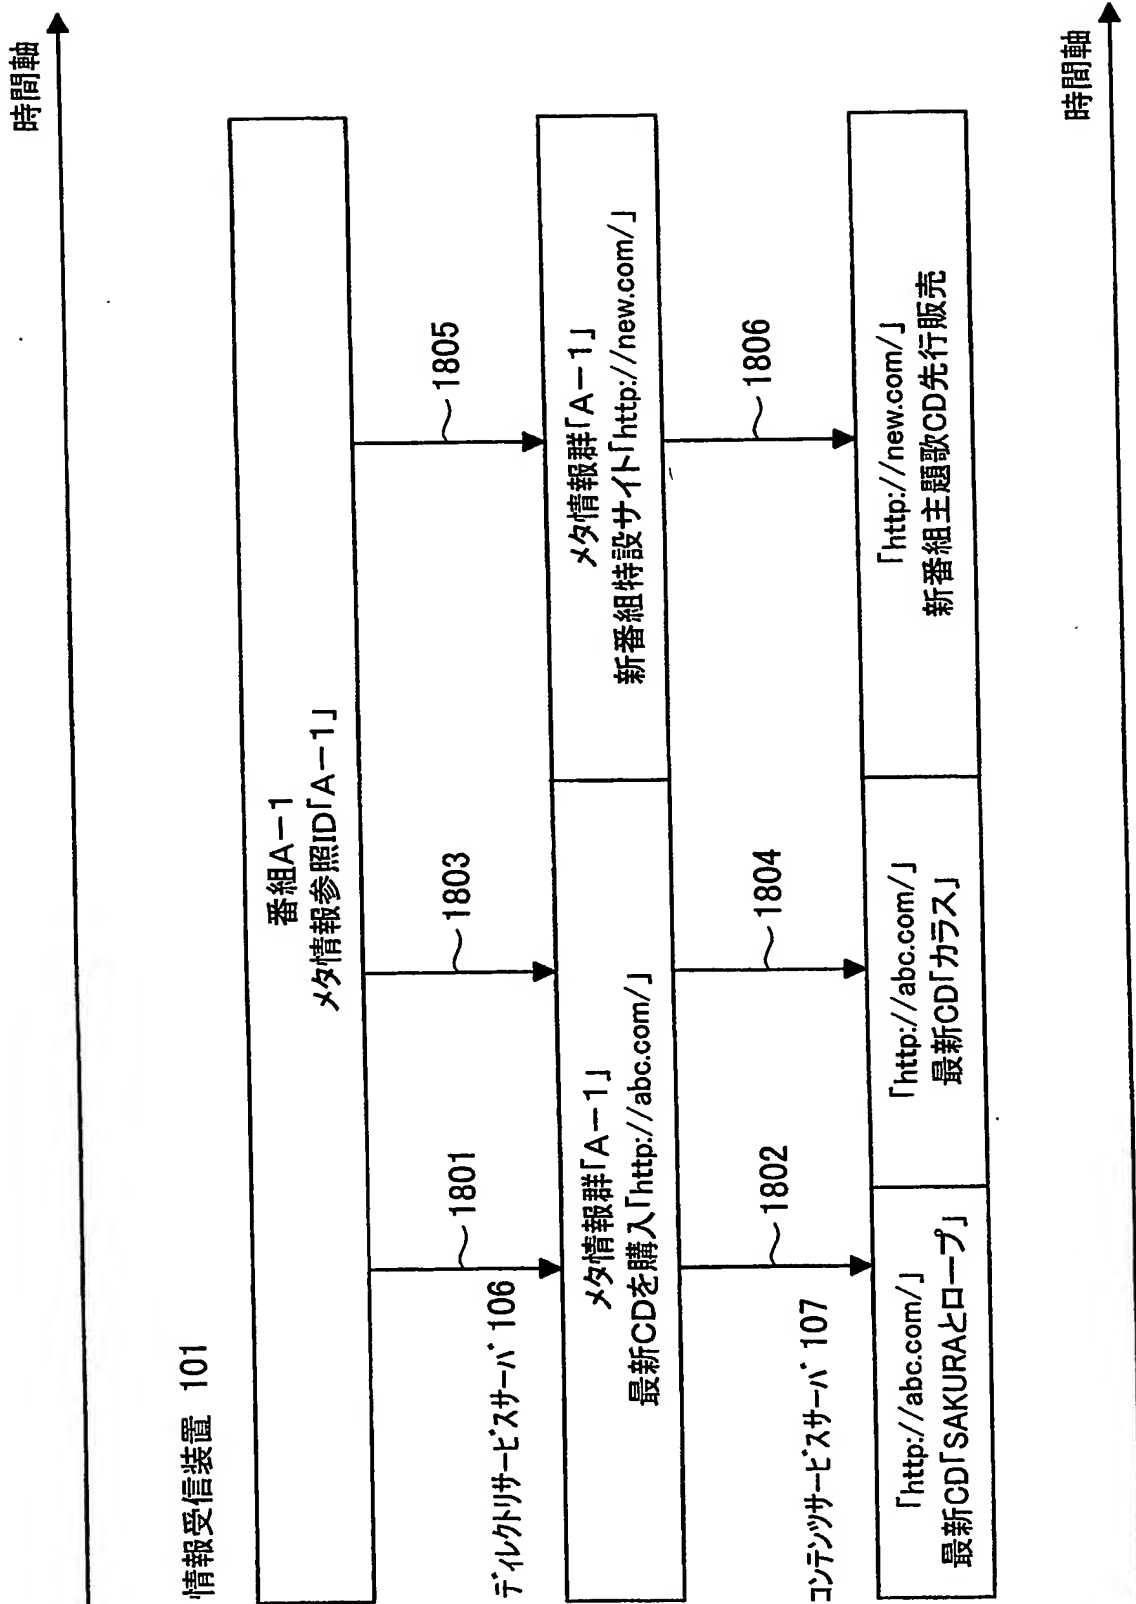 時間軸
情報受信装置 101
番組A－1
メタ情報参照ID「A－1」
1801
1803
1805
ディレクトリサービスサーバ 106
メタ情報群「A－1」
最新CDを購入「http://abc.com/」
メタ情報群「A－1」
新番組特設サイト「http://new.com/」
1802
1804
1806
コンテンツサービスサーバ 107
「http://abc.com/」
最新CD「SAKURAとロープ」
「http://abc.com/」
最新CD「カラス」
「http://new.com/」
新番組主題歌CD先行販売
時間軸